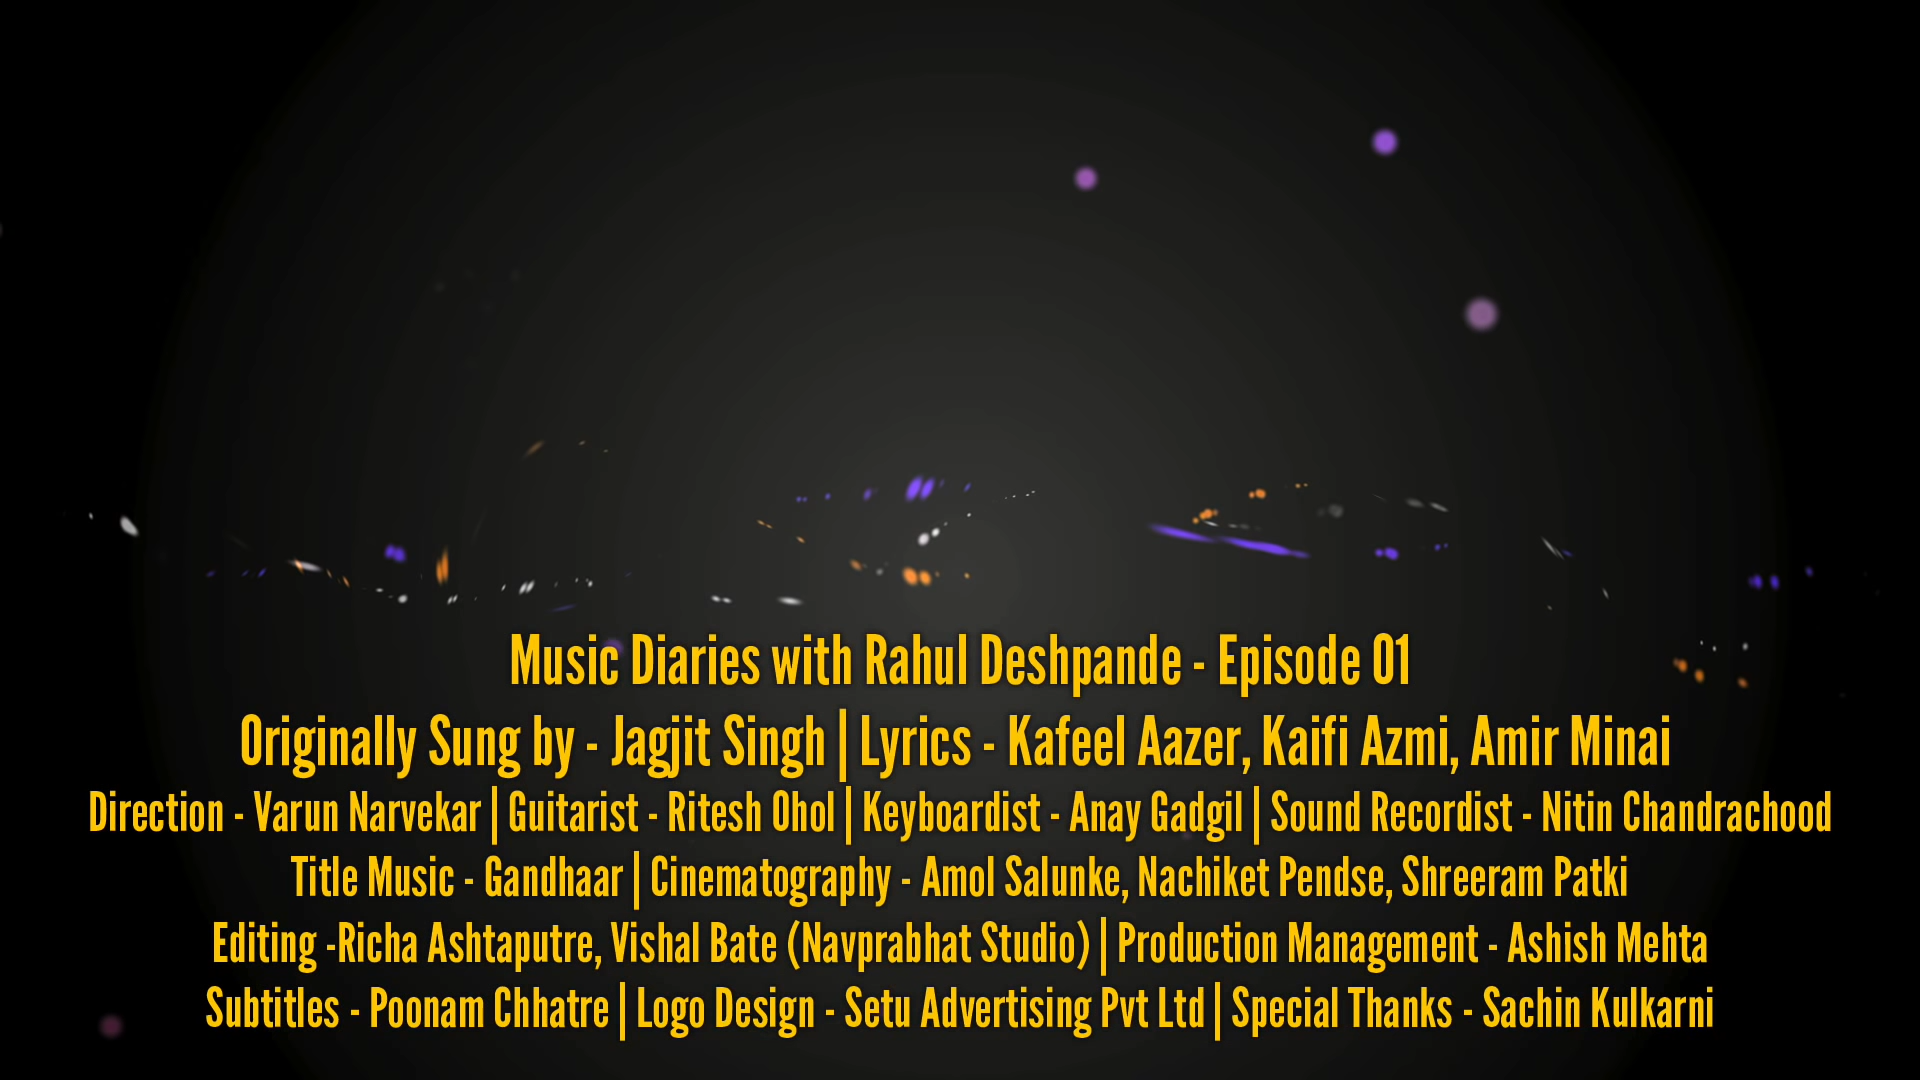 Music Diaries with Rahul Deshpande - Episode 01
Originally Sung by - Jagjit Singh | Lyrics - Kafeel Aazer, Kaifi Azmi, Amir Minai
Direction - Varun Narvekar | Guitarist - Ritesh Ohol | Keyboardist - Anay Gadgil | Sound Recordist - Nitin Chandrachood
Title Music - Gandhaar | Cinematography - Amol Salunke, Nachiket Pendse, Shreeram Patki
Editing -Richa Ashtaputre, Vishal Bate (Navprabhat Studio) | Production Management - Ashish Mehta
Subtitles - Poonam Chhatre | Logo Design - Setu Advertising Pvt Ltd | Special Thanks - Sachin Kulkarni